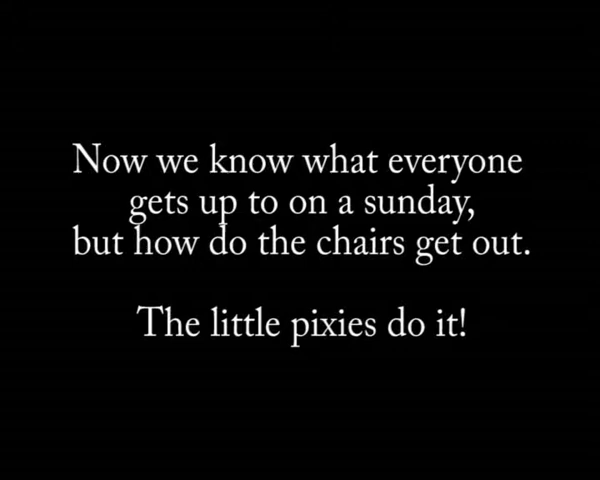 Now we know what everyone
gets up to on a sunday,
but how do the chairs get out.
The little pixies do it!